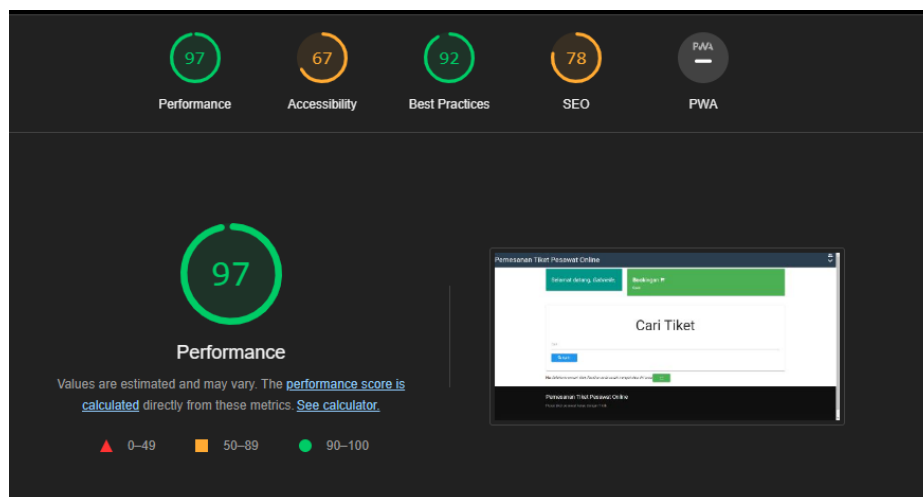 97
67
92
78
PWA
Performance
Accessibility
Best Practices
SEO
PWA
97
Performance
Values are estimated and may vary. The performance score is
calculated directly from these metrics. See calculator.
0–49
50–89
90–100
Pemesanan Tiket Pesawat Online
Selamat datang,
Cari Tiket
Pemesanan Tiket Pesawat Online